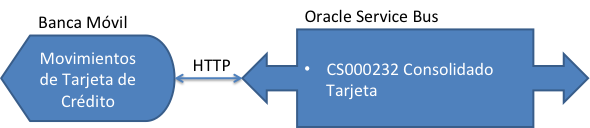 Banca Móvil
Movimientos
de Tarjeta de
Crédito
HTTP
Oracle Service Bus
• CS000232 Consolidado
Tarjeta